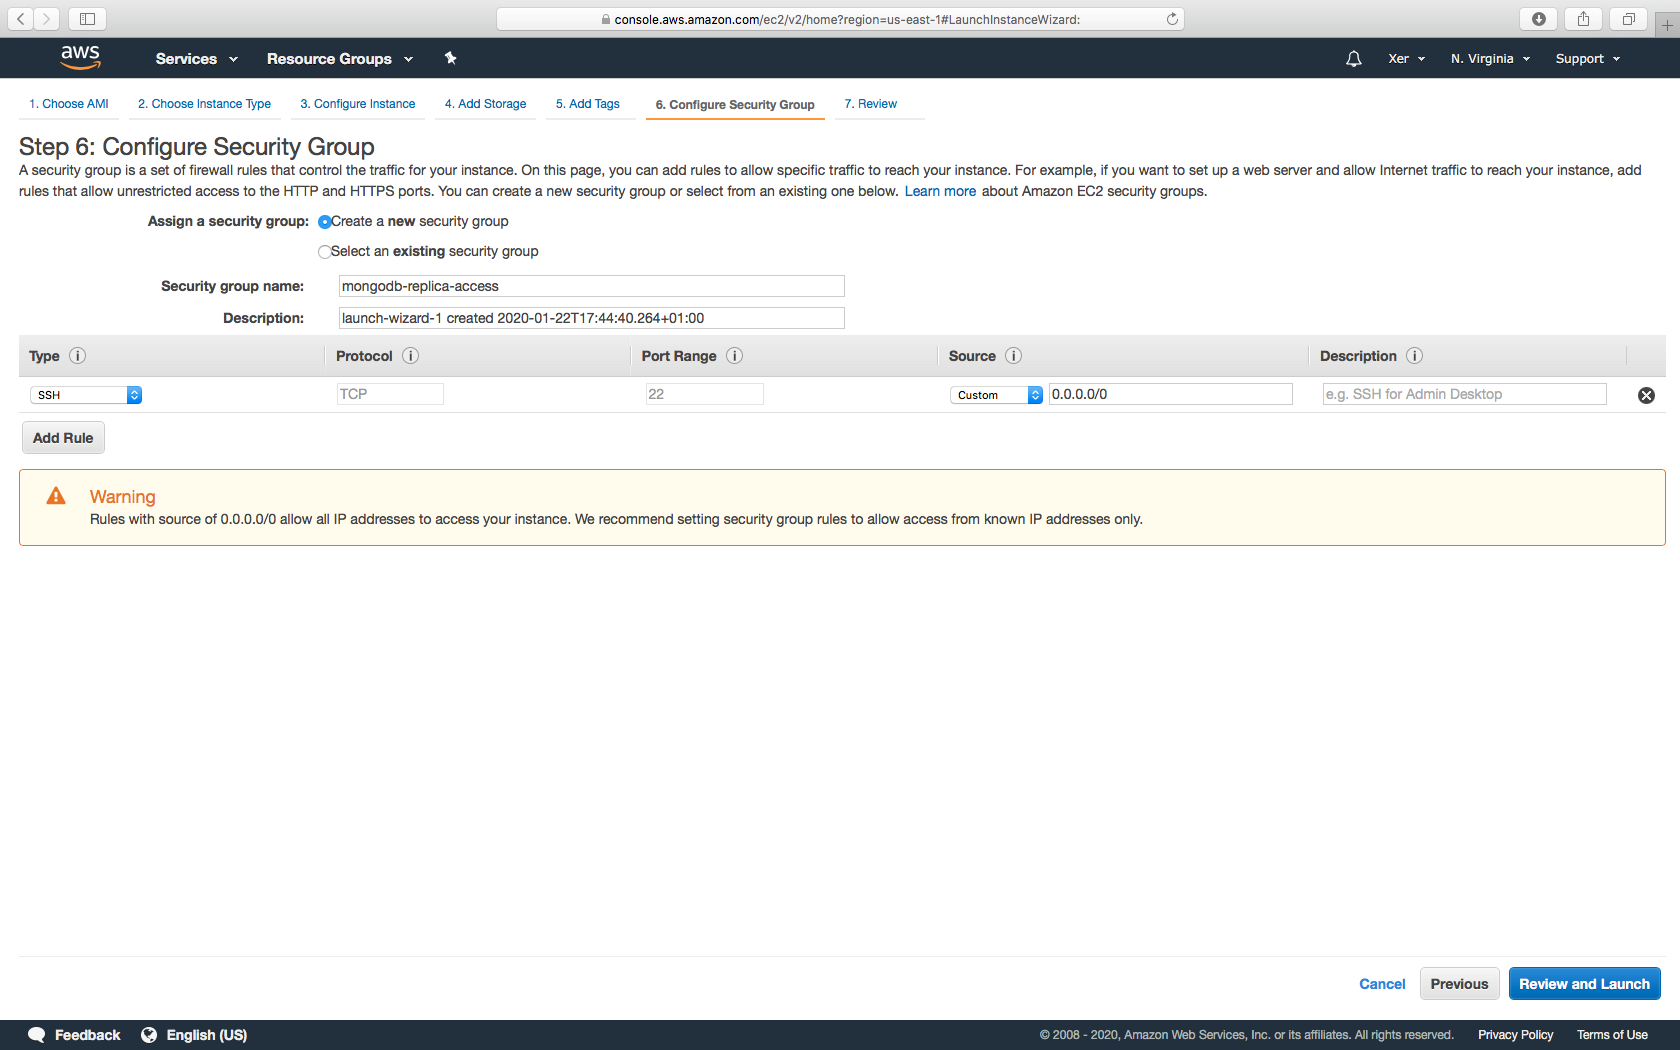 console.aws.amazon.com/ec2/v2/home?region=us-east-1#LaunchInstanceWizard:
aws Services Resource Groups Xer N. Virginia Support
1. Choose AMI 2. Choose Instance Type 3. Configure Instance 4. Add Storage 5. Add Tags 6. Configure Security Group 7. Review
Step 6: Configure Security Group
A security group is a set of firewall rules that control the traffic for your instance. On this page, you can add rules to allow specific traffic to reach your instance. For example, if you want to set up a web server and allow Internet traffic to reach your instance, add
rules that allow unrestricted access to the HTTP and HTTPS ports. You can create a new security group or select from an existing one below. Learn more about Amazon EC2 security groups.
Assign a security group: Create a new security group
Select an existing security group
Security group name: mongodb-replica-access
Description: launch-wizard-1 created 2020-01-22T17:44:40.264+01:00
Type i Protocol i Port Range i Source i Description i
SSH TCP 22 Custom 0.0.0.0/0 e.g. SSH for Admin Desktop
Add Rule
Warning
Rules with source of 0.0.0.0/0 allow all IP addresses to access your instance. We recommend setting security group rules to allow access from known IP addresses only.
Cancel Previous Review and Launch
Feedback English (US) © 2008 - 2020, Amazon Web Services, Inc. or its affiliates. All rights reserved. Privacy Policy Terms of Use